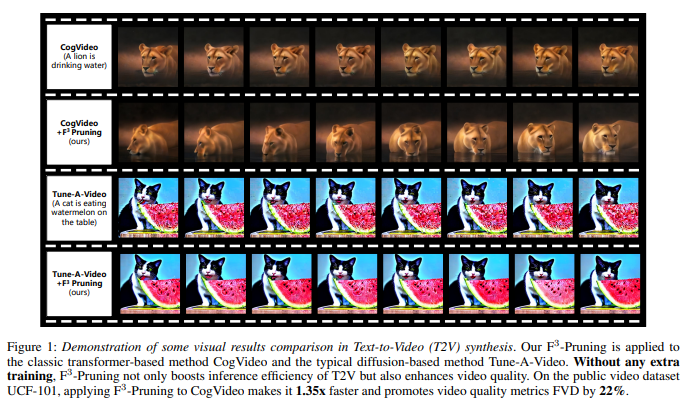 CogVideo
(A lion is
drinking water)
CogVideo
+F³ Pruning
(ours)
Tune-A-Video
(A cat is eating
watermelon on
the table)
Tune-A-Video
+F³ Pruning
(ours)
Figure 1: Demonstration of some visual results comparison in Text-to-Video (T2V) synthesis. Our F³-Pruning is applied to
the classic transformer-based method CogVideo and the typical diffusion-based method Tune-A-Video. Without any extra
training, F³-Pruning not only boosts inference efficiency of T2V but also enhances video quality. On the public video dataset
UCF-101, applying F³-Pruning to CogVideo makes it 1.35x faster and promotes video quality metrics FVD by 22%.